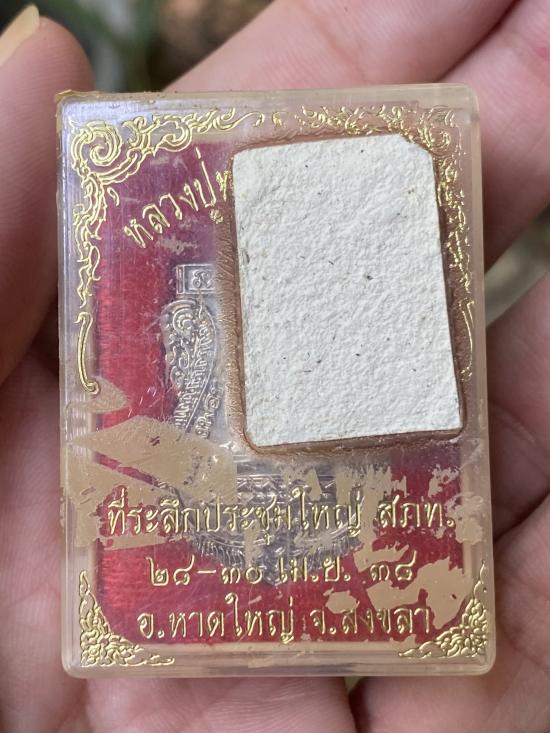 หลวงปู่
ที่ระลึกประชุมใหญ่ สภท.
๒๘-๓๐ เม.ย. ๓๘
อ.หาดใหญ่ จ.สงขลา